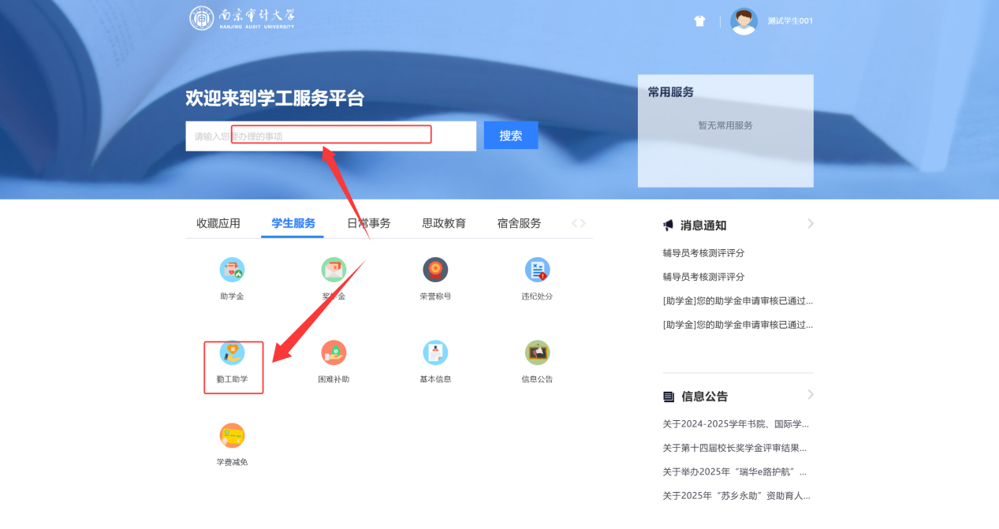 南京审计大学
NANJING AUDIT UNIVERSITY
测试学生001
欢迎来到学工服务平台
请输入您要办理的事项
搜索
常用服务
暂无常用服务
收藏应用 学生服务 日常事务 思政教育 宿舍服务
助学金 奖学金 荣誉称号 违纪处分
勤工助学 困难补助 基本信息 信息公告
学费减免
消息通知
辅导员考核测评评分
辅导员考核测评评分
[助学金]您的助学金申请审核已通过...
[助学金]您的助学金申请审核已通过...
信息公告
关于2024-2025学年书院、国际学...
关于第十四届校长奖学金评审结果...
关于举办2025年“瑞华e路护航”...
关于2025年“苏乡永助”资助育人...